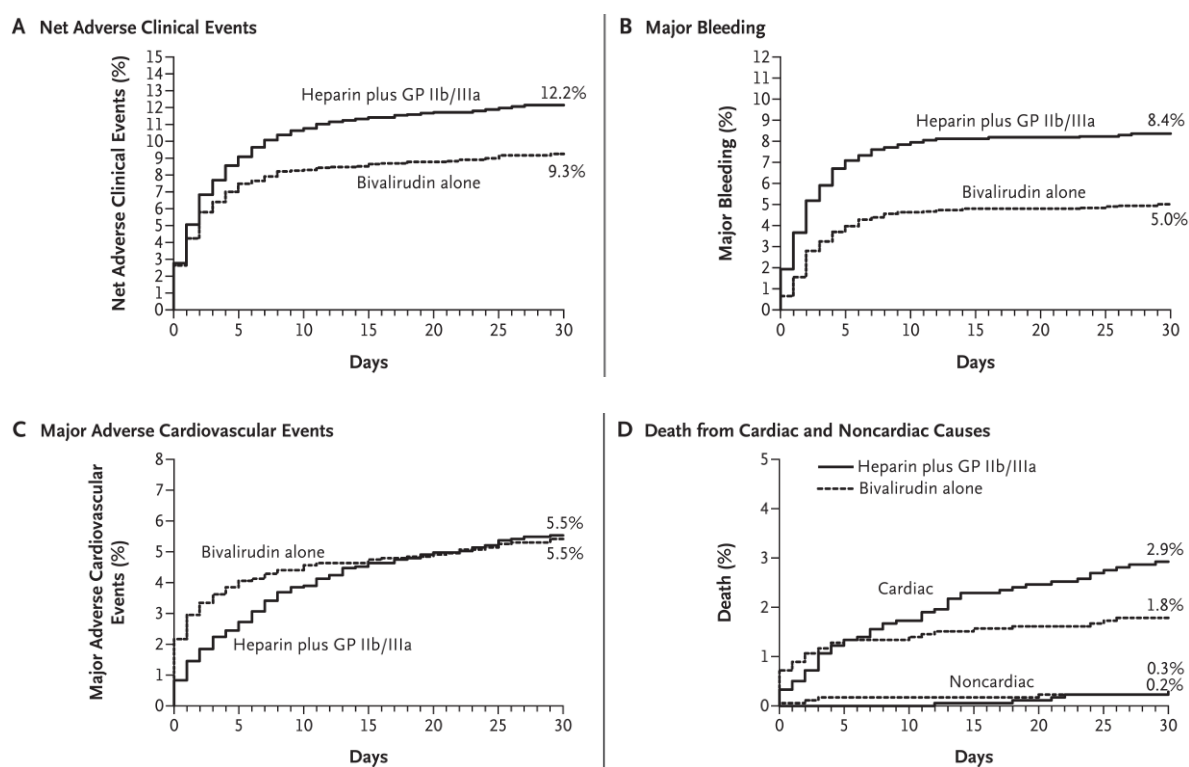 A Net Adverse Clinical Events
Net Adverse Clinical Events (%)
15
14
13
12
11
10
9
8
7
6
5
4
3
2
1
0
Heparin plus GP IIb/IIIa
12.2%
Bivalirudin alone
9.3%
0 5 10 15 20 25 30
Days
B Major Bleeding
Major Bleeding (%)
12
11
10
9
8
7
6
5
4
3
2
1
0
Heparin plus GP IIb/IIIa
8.4%
Bivalirudin alone
5.0%
0 5 10 15 20 25 30
Days
C Major Adverse Cardiovascular Events
Major Adverse Cardiovascular
Events (%)
8
7
6
5
4
3
2
1
0
Bivalirudin alone
5.5%
5.5%
Heparin plus GP IIb/IIIa
0 5 10 15 20 25 30
Days
D Death from Cardiac and Noncardiac Causes
Death (%)
5
4
3
2
1
0
Heparin plus GP IIb/IIIa
Bivalirudin alone
Cardiac
2.9%
1.8%
Noncardiac
0.3%
0.2%
0 5 10 15 20 25 30
Days